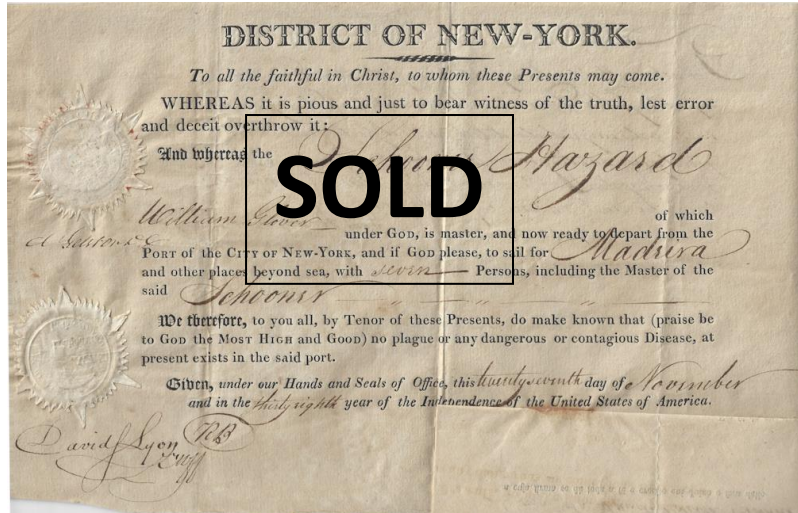 DISTRICT OF NEW-YORK.
To all the faithful in Christ, to whom these Presents may come.
WHEREAS it is pious and just to bear witness of the truth, lest error
and deceit overthrow it:
And whereas the Schooner Hazard
SOLD
of which
William Glover under GOD, is master, and now ready to depart from the
PORT of the CITY OF NEW-YORK, and if GOD please, to sail for Madeira
and other places beyond sea, with seven Persons, including the Master of the
said Schooner
We therefore, to you all, by Tenor of these Presents, do make known that (praise be
to GOD the MOST HIGH and GOOD) no plague or any dangerous or contagious Disease, at
present exists in the said port.
Given, under our Hands and Seals of Office, this twenty seventh day of November
and in the thirty eighth year of the Independence of the United States of America.
David Lyon